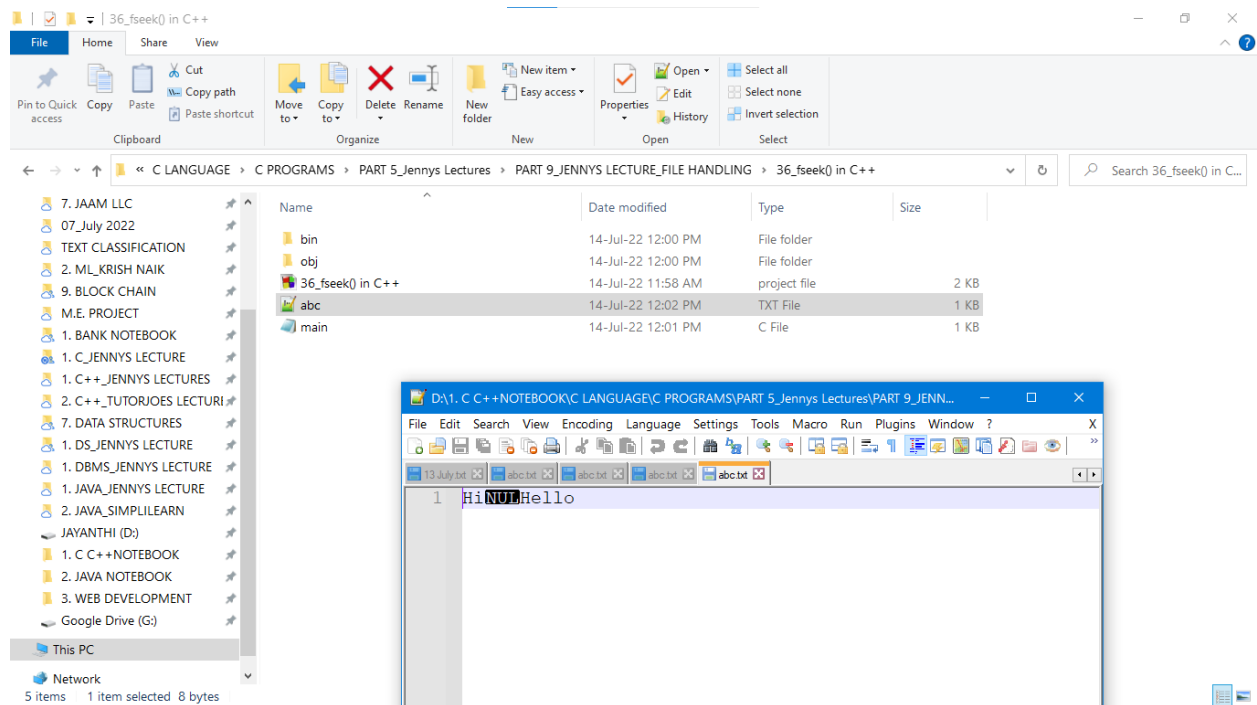 36_fseek() in C++
File Home Share View
Pin to Quick access
Copy
Paste
Cut
Copy path
Paste shortcut
Move to
Copy to
Delete
Rename
New folder
New item
Easy access
Properties
Open
Edit
History
Select all
Select none
Invert selection
Clipboard Organize New Open Select
« C LANGUAGE > C PROGRAMS > PART 5_Jennys Lectures > PART 9_JENNYS LECTURE_FILE HANDLING > 36_fseek() in C++
Search 36_fseek() in C...
7. JAAM LLC
07_July 2022
TEXT CLASSIFICATION
2. ML_KRISH NAIK
9. BLOCK CHAIN
M.E. PROJECT
1. BANK NOTEBOOK
1. C_JENNYS LECTURE
1. C++_JENNYS LECTURES
2. C++_TUTORJOES LECTURE
7. DATA STRUCTURES
1. DS_JENNYS LECTURE
1. DBMS_JENNYS LECTURE
1. JAVA_JENNYS LECTURE
2. JAVA_SIMPLILEARN
JAYANTHI (D:)
1. C C++NOTEBOOK
2. JAVA NOTEBOOK
3. WEB DEVELOPMENT
Google Drive (G:)
This PC
Network
Name Date modified Type Size
bin 14-Jul-22 12:00 PM File folder
obj 14-Jul-22 12:00 PM File folder
36_fseek() in C++ 14-Jul-22 11:58 AM project file 2 KB
abc 14-Jul-22 12:02 PM TXT File 1 KB
main 14-Jul-22 12:01 PM C File 1 KB
D:\1. C C++NOTEBOOK\C LANGUAGE\C PROGRAMS\PART 5_Jennys Lectures\PART 9_JENN...
File Edit Search View Encoding Language Settings Tools Macro Run Plugins Window ? X
13 July.txt abc.txt abc.txt abc.txt abc.txt
1 HiNULHello
5 items 1 item selected 8 bytes